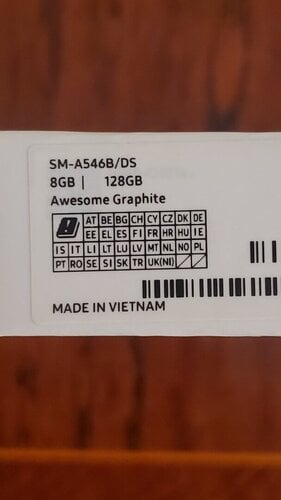 SM-A546B/DS
8GB | 128GB
Awesome Graphite
AT BE BG CH CY CZ DK DE
EE EL ES FI FR HR HU IE
IS IT LI LT LU LV MT NL NO PL
PT RO SE SI SK TR UK(NI)
MADE IN VIETNAM